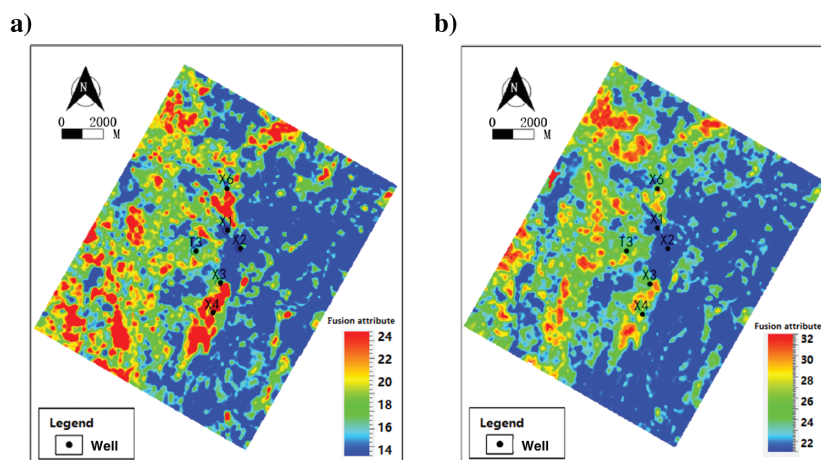 a)
N
0 2000
M
X6
X1
T3
X2
X3
X4
Fusion attribute
24
22
20
18
16
14
Legend
Well
b)
N
0 2000
M
X6
X1
T3
X2
X3
X4
Fusion attribute
32
30
28
26
24
22
Legend
Well